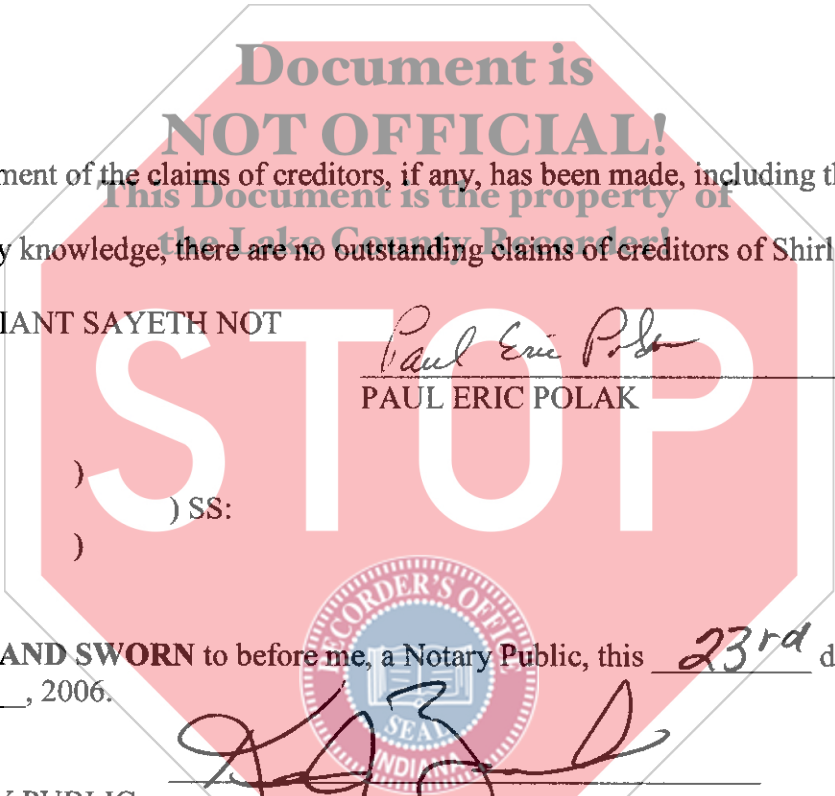 Document is
NOT OFFICIAL!
ment of the claims of creditors, if any, has been made, including th
This Document is the property of
y knowledge, there are no outstanding claims of creditors of Shirl
the Lake County Recorder!
IANT SAYETH NOT
Paul Eric Polak
PAUL ERIC POLAK
STOP
)
) SS:
)
RECORDER'S OFFICE
AND SWORN to before me, a Notary Public, this 23rd d
, 2006.
SEAL
INDIANA
Y PUBLIC